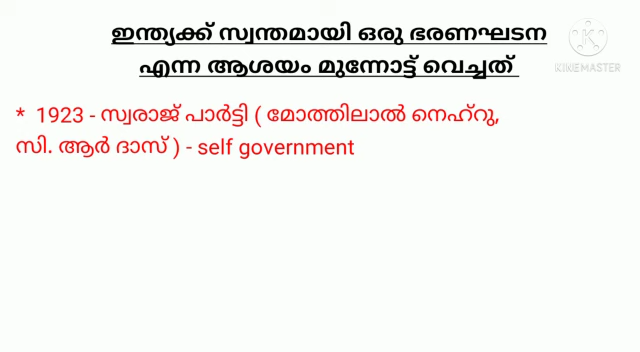 ഇന്ത്യക്ക് സ്വന്തമായി ഒരു ഭരണഘടന
എന്ന ആശയം മുന്നോട്ട് വെച്ചത്
* 1923 - സ്വരാജ് പാർട്ടി ( മോത്തിലാൽ നെഹ്റു,
സി. ആർ ദാസ് ) - self government
KINEMASTER